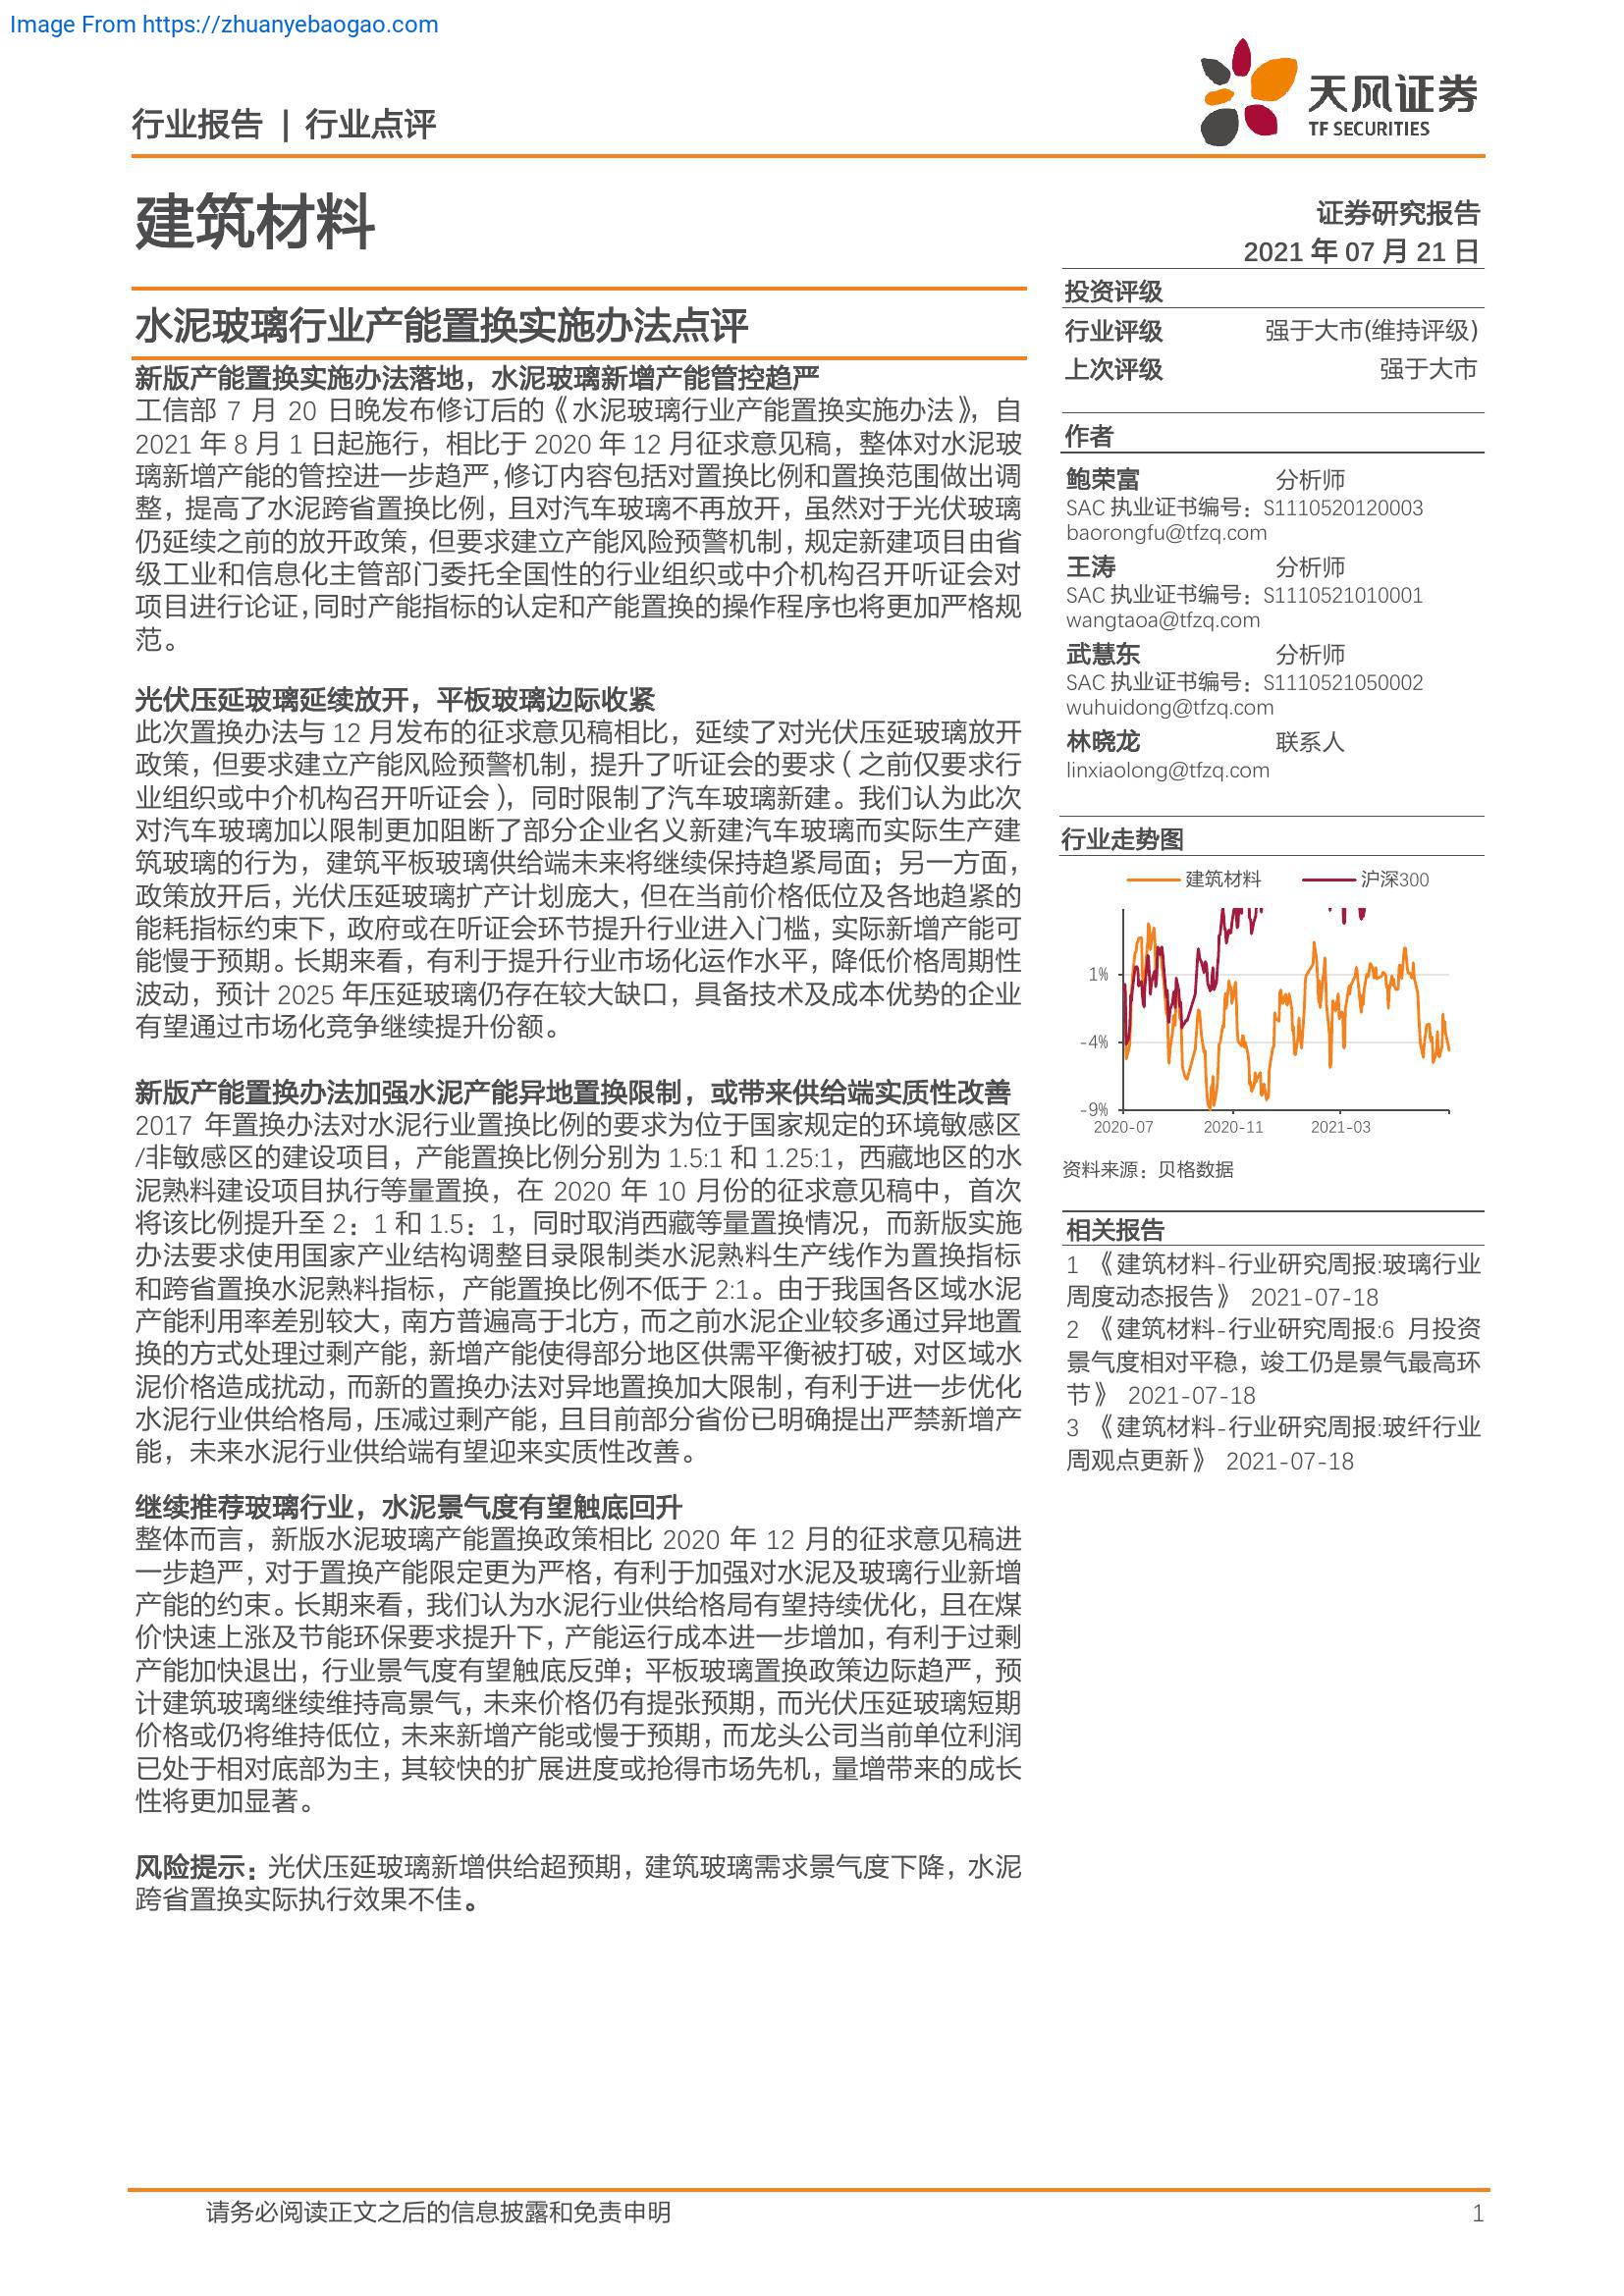 Image From https://zhuanyebaogao.com
天风证券
TF SECURITIES
行业报告 | 行业点评
建筑材料
证券研究报告
2021 年 07 月 21 日
水泥玻璃行业产能置换实施办法点评
新版产能置换实施办法落地，水泥玻璃新增产能管控趋严
工信部 7 月 20 日晚发布修订后的《水泥玻璃行业产能置换实施办法》，自
2021 年 8 月 1 日起施行，相比于 2020 年 12 月征求意见稿，整体对水泥玻
璃新增产能的管控进一步趋严，修订内容包括对置换比例和置换范围做出调
整，提高了水泥跨省置换比例，且对汽车玻璃不再放开，虽然对于光伏玻璃
仍延续之前的放开政策，但要求建立产能风险预警机制，规定新建项目由省
级工业和信息化主管部门委托全国性的行业组织或中介机构召开听证会对
项目进行论证，同时产能指标的认定和产能置换的操作程序也将更加严格规
范。
光伏压延玻璃延续放开，平板玻璃边际收紧
此次置换办法与 12 月发布的征求意见稿相比，延续了对光伏压延玻璃放开
政策，但要求建立产能风险预警机制，提升了听证会的要求（之前仅要求行
业组织或中介机构召开听证会），同时限制了汽车玻璃新建。我们认为此次
对汽车玻璃加以限制更加阻断了部分企业名义新建汽车玻璃而实际生产建
筑玻璃的行为，建筑平板玻璃供给端未来将继续保持趋紧局面；另一方面，
政策放开后，光伏压延玻璃扩产计划庞大，但在当前价格低位及各地趋紧的
能耗指标约束下，政府或在听证会环节提升行业进入门槛，实际新增产能可
能慢于预期。长期来看，有利于提升行业市场化运作水平，降低价格周期性
波动，预计 2025 年压延玻璃仍存在较大缺口，具备技术及成本优势的企业
有望通过市场化竞争继续提升份额。
新版产能置换办法加强水泥产能异地置换限制，或带来供给端实质性改善
2017 年置换办法对水泥行业置换比例的要求为位于国家规定的环境敏感区
/非敏感区的建设项目，产能置换比例分别为 1.5:1 和 1.25:1，西藏地区的水
泥熟料建设项目执行等量置换，在 2020 年 10 月份的征求意见稿中，首次
将该比例提升至 2：1 和 1.5：1，同时取消西藏等量置换情况，而新版实施
办法要求使用国家产业结构调整目录限制类水泥熟料生产线作为置换指标
和跨省置换水泥熟料指标，产能置换比例不低于 2:1。由于我国各区域水泥
产能利用率差别较大，南方普遍高于北方，而之前水泥企业较多通过异地置
换的方式处理过剩产能，新增产能使得部分地区供需平衡被打破，对区域水
泥价格造成扰动，而新的置换办法对异地置换加大限制，有利于进一步优化
水泥行业供给格局，压减过剩产能，且目前部分省份已明确提出严禁新增产
能，未来水泥行业供给端有望迎来实质性改善。
继续推荐玻璃行业，水泥景气度有望触底回升
整体而言，新版水泥玻璃产能置换政策相比 2020 年 12 月的征求意见稿进
一步趋严，对于置换产能限定更为严格，有利于加强对水泥及玻璃行业新增
产能的约束。长期来看，我们认为水泥行业供给格局有望持续优化，且在煤
价快速上涨及节能环保要求提升下，产能运行成本进一步增加，有利于过剩
产能加快退出，行业景气度有望触底反弹；平板玻璃置换政策边际趋严，预
计建筑玻璃继续维持高景气，未来价格仍有提张预期，而光伏压延玻璃短期
价格或仍将维持低位，未来新增产能或慢于预期，而龙头公司当前单位利润
已处于相对底部为主，其较快的扩展进度或抢得市场先机，量增带来的成长
性将更加显著。
风险提示：光伏压延玻璃新增供给超预期，建筑玻璃需求景气度下降，水泥
跨省置换实际执行效果不佳。
投资评级
行业评级 强于大市(维持评级)
上次评级 强于大市
作者
鲍荣富 分析师
SAC 执业证书编号：S1110520120003
baorongfu@tfzq.com
王涛 分析师
SAC 执业证书编号：S1110521010001
wangtaoa@tfzq.com
武慧东 分析师
SAC 执业证书编号：S1110521050002
wuhuidong@tfzq.com
林晓龙 联系人
linxiaolong@tfzq.com
行业走势图
建筑材料 沪深300
1%
-4%
-9%
2020-07 2020-11 2021-03
资料来源：贝格数据
相关报告
1 《建筑材料-行业研究周报:玻璃行业
周度动态报告》 2021-07-18
2 《建筑材料-行业研究周报:6 月投资
景气度相对平稳，竣工仍是景气最高环
节》 2021-07-18
3 《建筑材料-行业研究周报:玻纤行业
周观点更新》 2021-07-18
请务必阅读正文之后的信息披露和免责申明 1